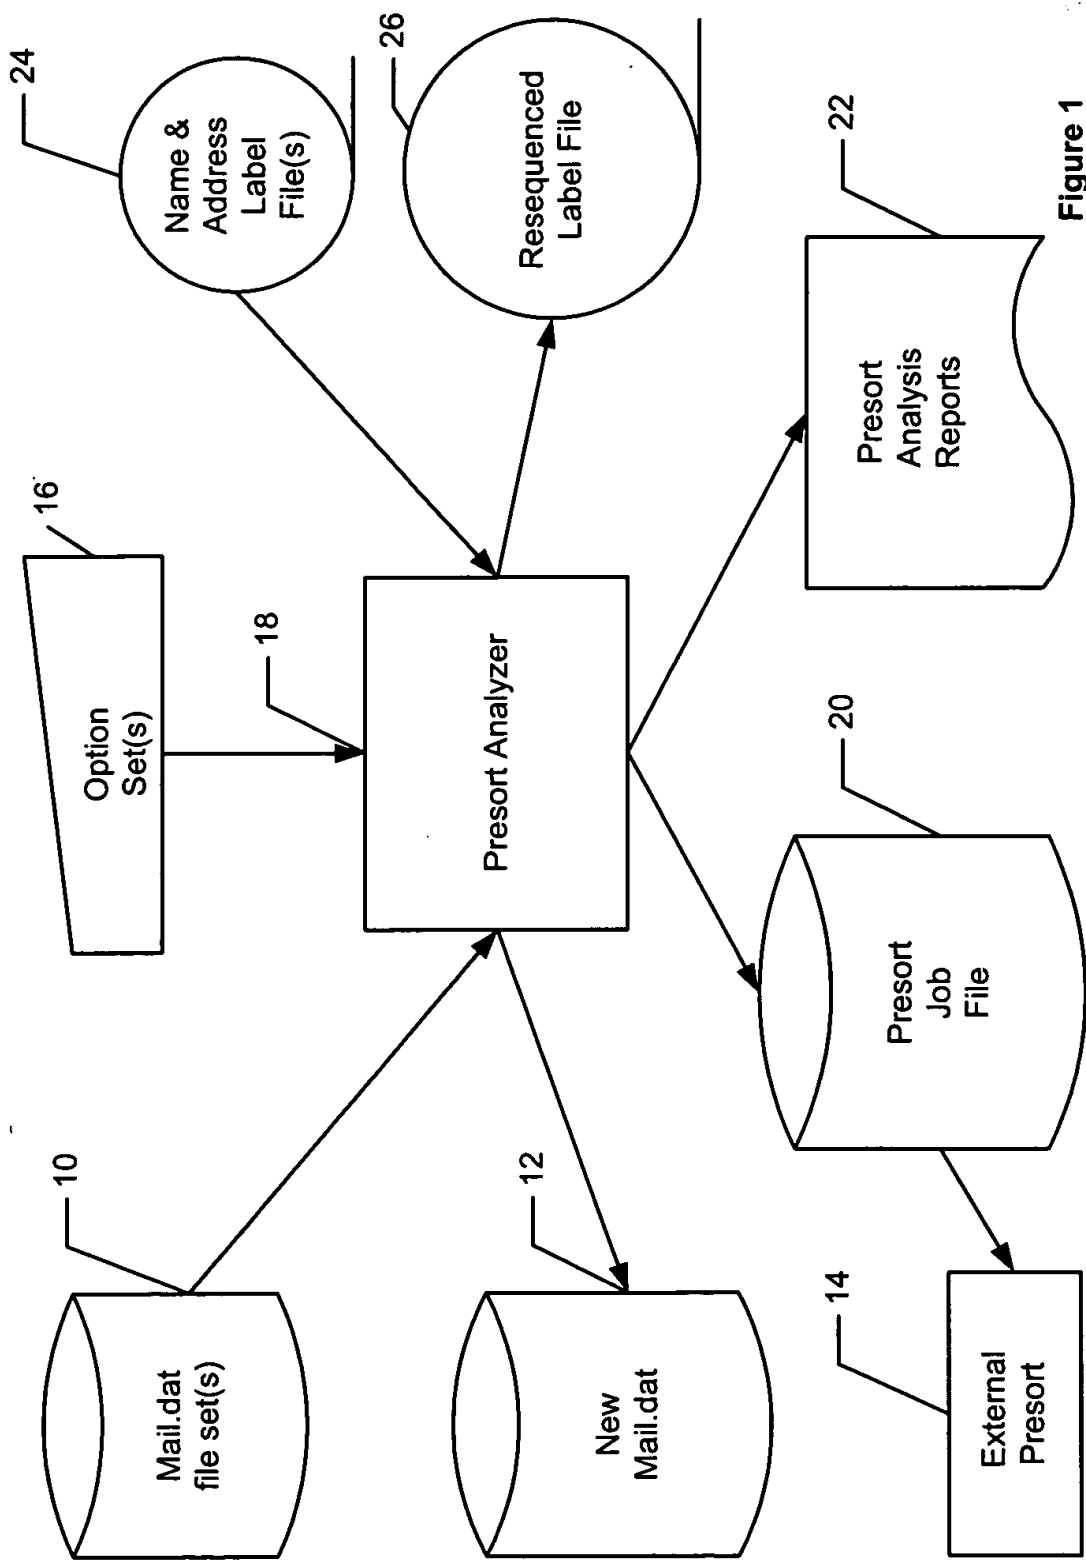 10
Mail.dat
file set(s)
16
Option
Set(s)
24
Name &
Address
Label
File(s)
18
Presort Analyzer
12
New
Mail.dat
26
Resequenced
Label File
14
External
Presort
20
Presort
Job
File
22
Presort
Analysis
Reports
Figure 1